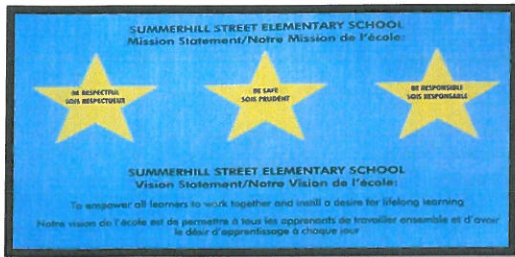 SUMMERHILL STREET ELEMENTARY SCHOOL
Mission Statement/Notre Mission de l'école:
BE RESPECTFUL
SOIS RESPECTUEUX
BE SAFE
SOIS PRUDENT
BE RESPONSIBLE
SOIS RESPONSABLE
SUMMERHILL STREET ELEMENTARY SCHOOL
Vision Statement/Notre Vision de l'école:
To empower all learners to work together and instill a desire for lifelong learning
Notre vision de l'école est de permettre à tous les apprenants de travailler ensemble et d'avoir
le désir d'apprentissage à chaque jour